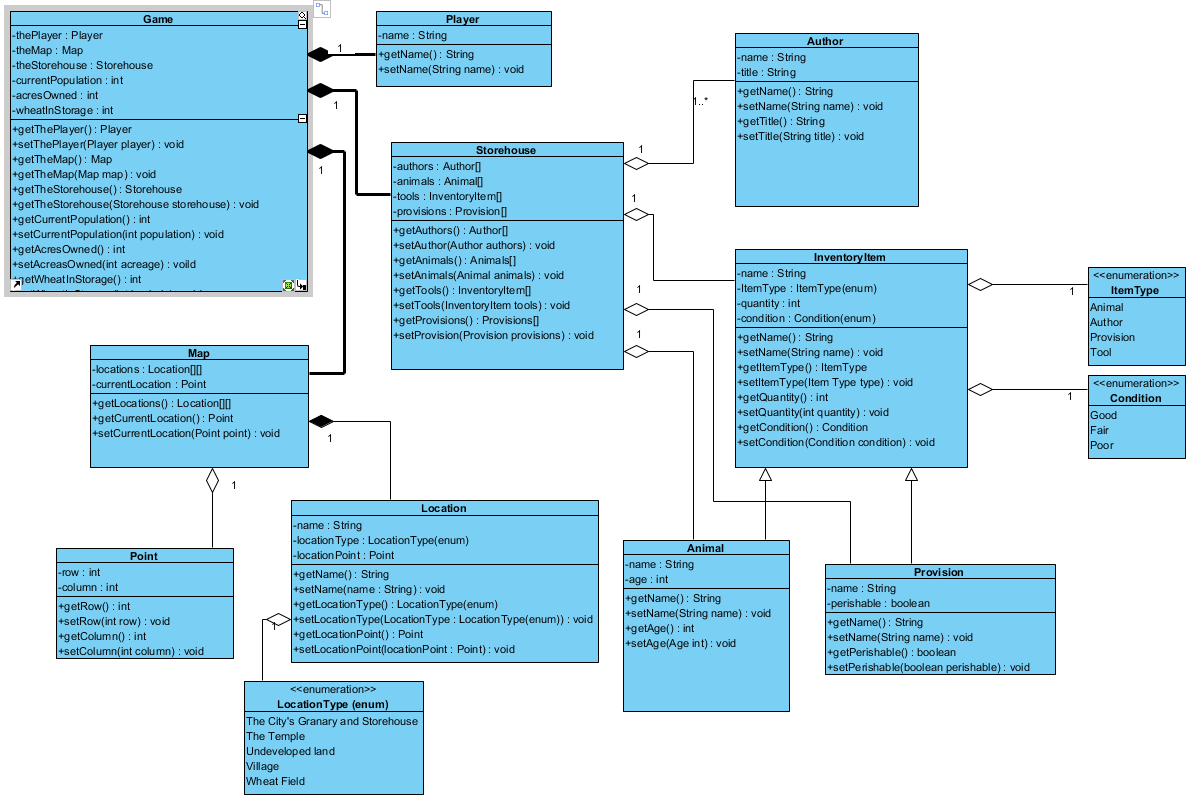 Game
-thePlayer : Player
-theMap : Map
-theStorehouse : Storehouse
-currentPopulation : int
-acresOwned : int
-wheatInStorage : int
+getThePlayer() : Player
+setThePlayer(Player player) : void
+getTheMap() : Map
+getTheMap(Map map) : void
+getTheStorehouse() : Storehouse
+getTheStorehouse(Storehouse storehouse) : void
+getCurrentPopulation() : int
+setCurrentPopulation(int population) : void
+getAcresOwned() : int
+setAcreasOwned(int acreage) : voild
+getWheatInStorage() : int
1
1
1
Player
-name : String
+getName() : String
+setName(String name) : void
Storehouse
-authors : Author[]
-animals : Animal[]
-tools : InventoryItem[]
-provisions : Provision[]
+getAuthors() : Author[]
+setAuthor(Author authors) : void
+getAnimals() : Animals[]
+setAnimals(Animal animals) : void
+getTools() : InventoryItem[]
+setTools(InventoryItem tools) : void
+getProvisions() : Provisions[]
+setProvision(Provision provisions) : void
1
1..*
1
1
1
Author
-name : String
-title : String
+getName() : String
+setName(String name) : void
+getTitle() : String
+setTitle(String title) : void
InventoryItem
-name : String
-ItemType : ItemType(enum)
-quantity : int
-condition : Condition(enum)
+getName() : String
+setName(String name) : void
+getItemType() : ItemType
+setItemType(Item Type type) : void
+getQuantity() : int
+setQuantity(int quantity) : void
+getCondition() : Condition
+setCondition(Condition condition) : void
1
1
<<enumeration>>
ItemType
Animal
Author
Provision
Tool
<<enumeration>>
Condition
Good
Fair
Poor
Map
-locations : Location[][]
-currentLocation : Point
+getLocations() : Location[][]
+getCurrentLocation() : Point
+setCurrentLocation(Point point) : void
1
1
Point
-row : int
-column : int
+getRow() : int
+setRow(int row) : void
+getColumn() : int
+setColumn(int column) : void
Location
-name : String
-locationType : LocationType(enum)
-locationPoint : Point
+getName() : String
+setName(name : String) : void
+getLocationType() : LocationType(enum)
+setLocationType(LocationType : LocationType(enum)) : void
+getLocationPoint() : Point
+setLocationPoint(locationPoint : Point) : void
1
<<enumeration>>
LocationType (enum)
The City's Granary and Storehouse
The Temple
Undeveloped land
Village
Wheat Field
Animal
-name : String
-age : int
+getName() : String
+setName(String name) : void
+getAge() : int
+setAge(Age int) : void
Provision
-name : String
-perishable : boolean
+getName() : String
+setName(String name) : void
+getPerishable() : boolean
+setPerishable(boolean perishable) : void